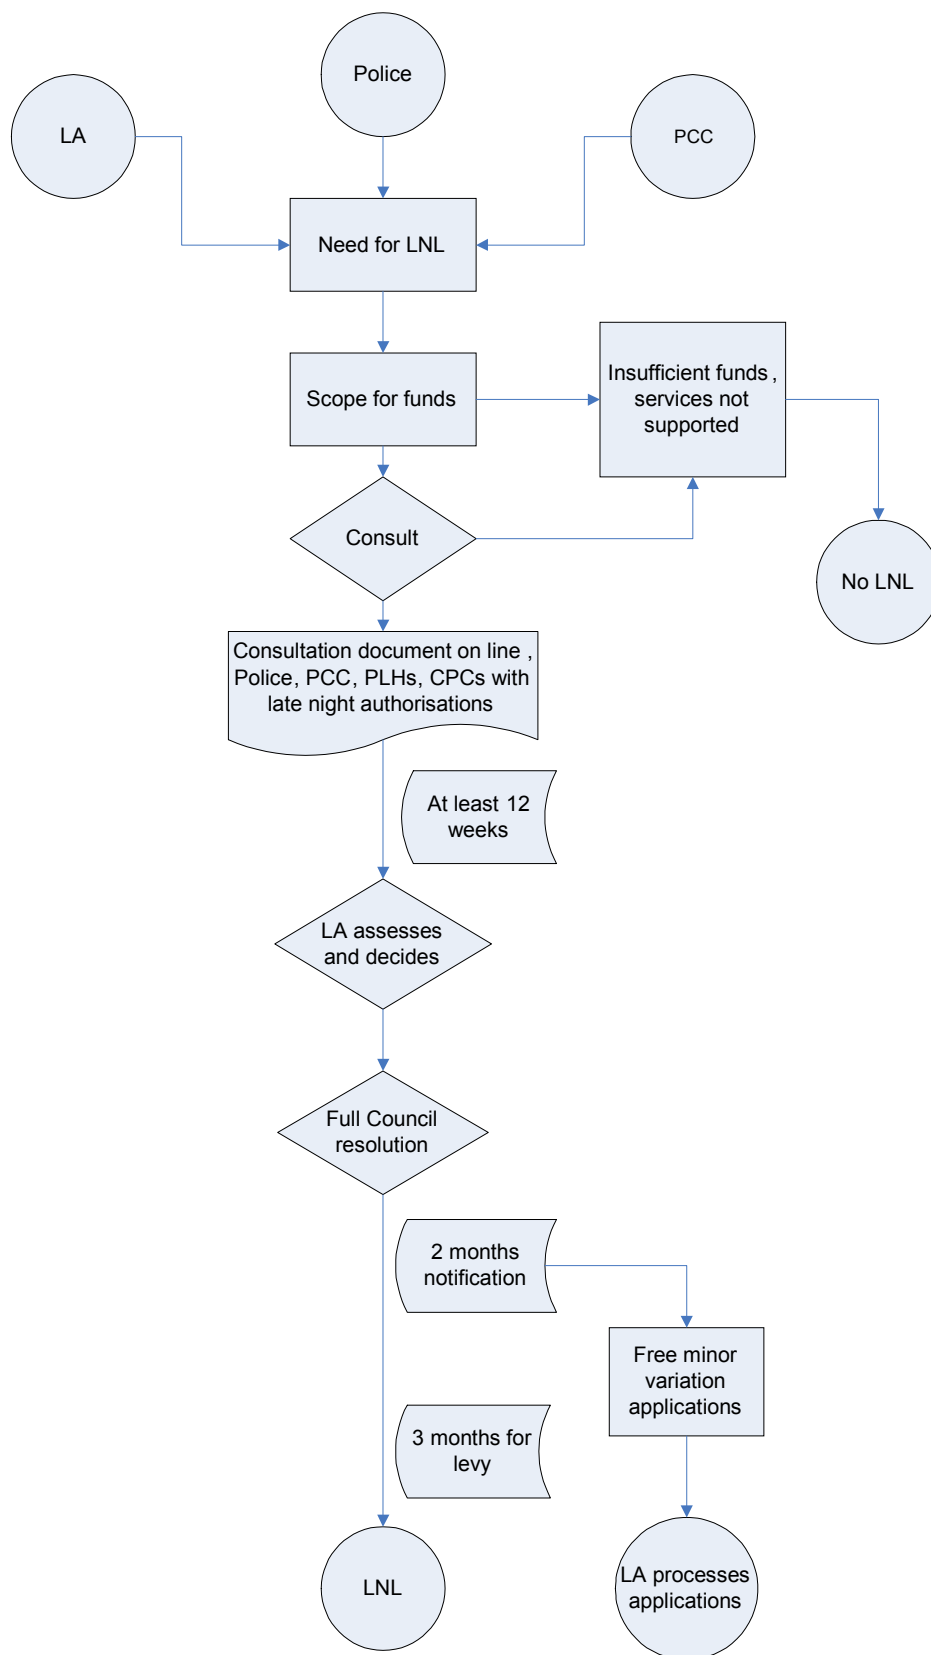 Police
LA
PCC
Need for LNL
Scope for funds
Insufficient funds ,
services not
supported
Consult
No LNL
Consultation document on line ,
Police, PCC, PLHs, CPCs with
late night authorisations
At least 12
weeks
LA assesses
and decides
Full Council
resolution
2 months
notification
Free minor
variation
applications
3 months for
levy
LNL
LA processes
applications